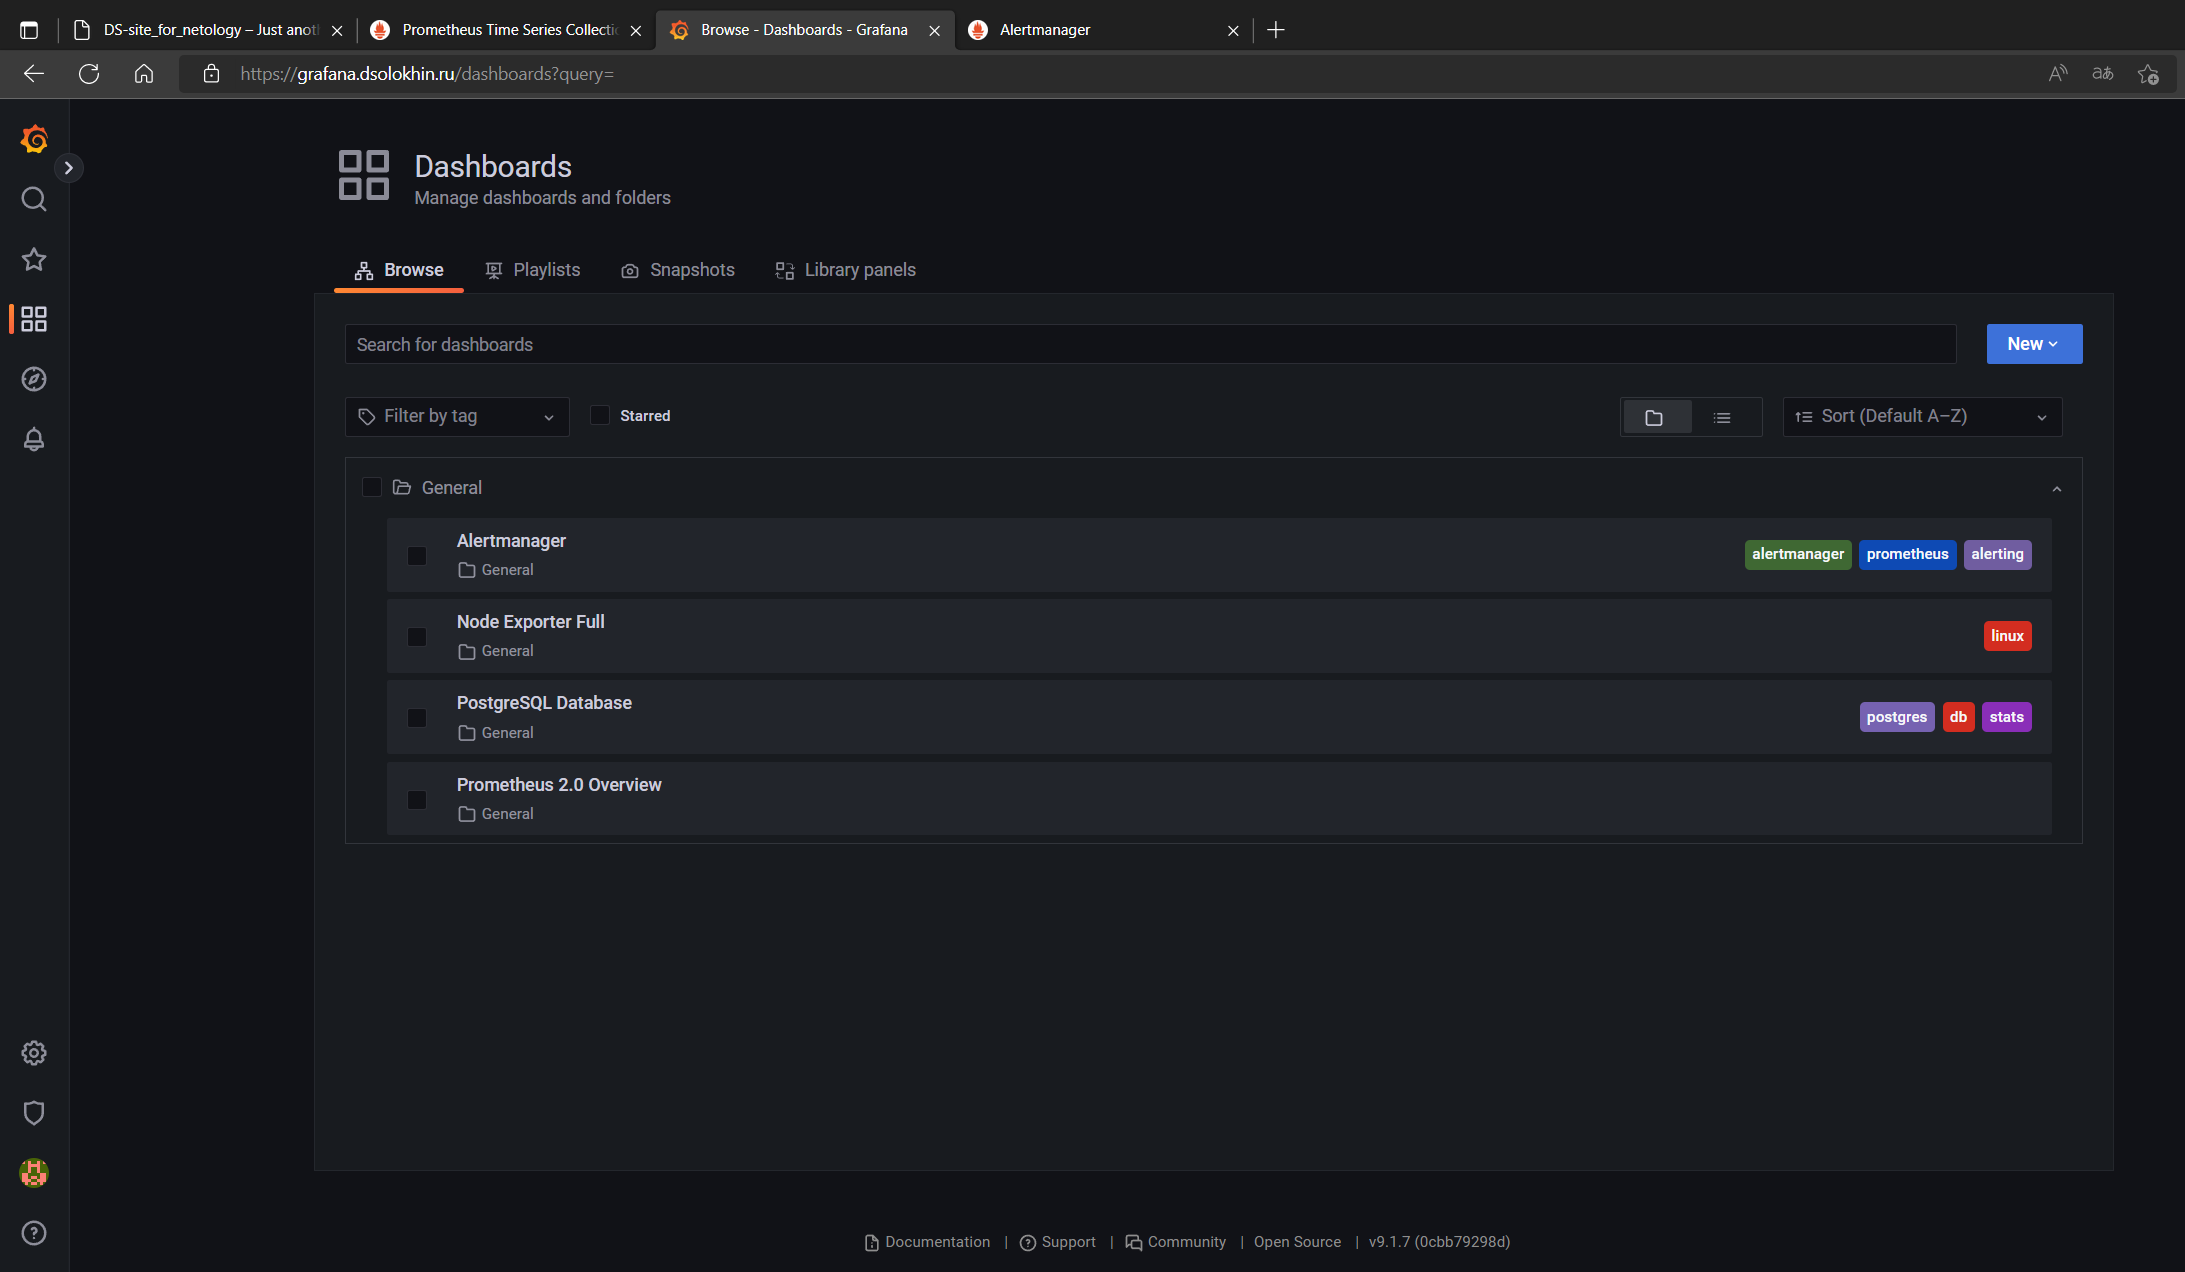 DS-site_for_netology – Just anot
Prometheus Time Series Collecti
Browse - Dashboards - Grafana
Alertmanager
https://grafana.dsolokhin.ru/dashboards?query=
Dashboards
Manage dashboards and folders
Browse
Playlists
Snapshots
Library panels
Search for dashboards
New
Filter by tag
Starred
Sort (Default A–Z)
General
Alertmanager
General
alertmanager prometheus alerting
Node Exporter Full
General
linux
PostgreSQL Database
General
postgres db stats
Prometheus 2.0 Overview
General
Documentation | Support | Community | Open Source | v9.1.7 (0cbb79298d)